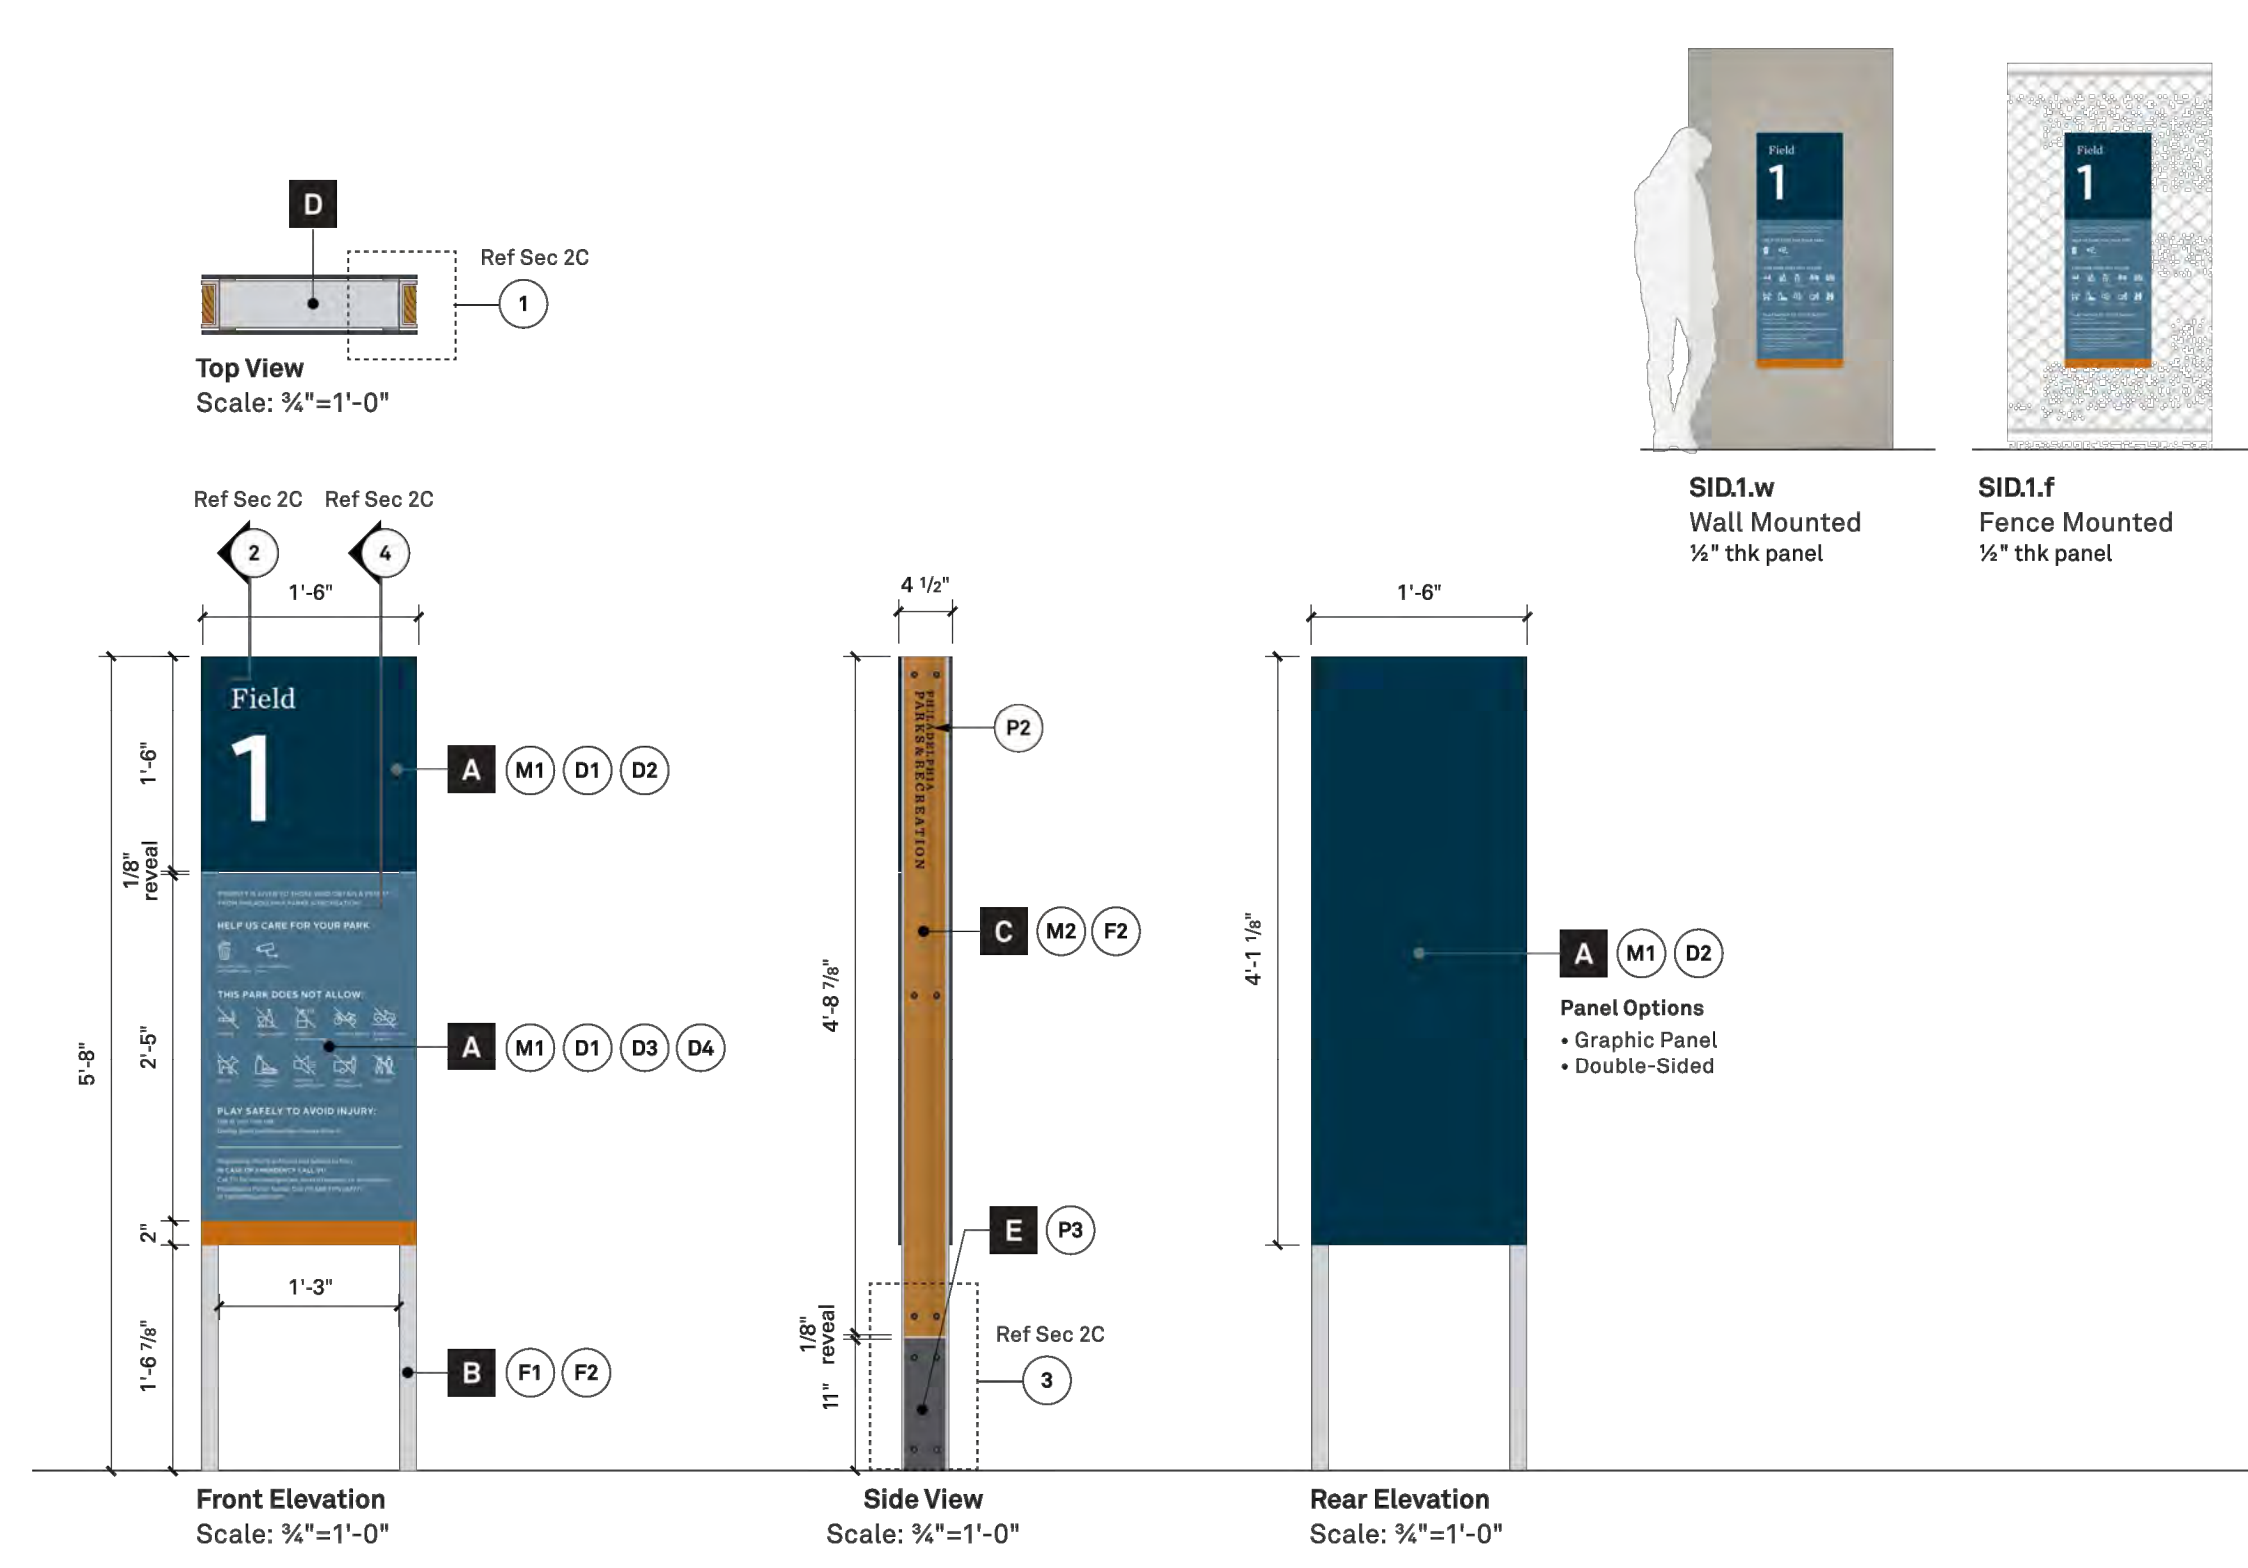 D
Ref Sec 2C
1
Top View
Scale: ¾"=1'-0"
Field
1
Field
1
SID.1.w
Wall Mounted
½" thk panel
SID.1.f
Fence Mounted
½" thk panel
Ref Sec 2C
Ref Sec 2C
2
4
1'-6"
5'-8"
1'-6"
1/8"
reveal
2'-5"
2"
1'-6 7/8"
Field
1
HELP US CARE FOR YOUR PARK
THIS PARK DOES NOT ALLOW:
PLAY SAFELY TO AVOID INJURY:
1'-3"
A M1 D1 D2
A M1 D1 D3 D4
B F1 F2
Front Elevation
Scale: ¾"=1'-0"
4 1/2"
4'-8 7/8"
1/8"
reveal
11"
PHILADELPHIA
PARKS&RECREATION
P2
C M2 F2
E P3
Ref Sec 2C
3
Side View
Scale: ¾"=1'-0"
1'-6"
4'-1 1/8"
A M1 D2
Panel Options
• Graphic Panel
• Double-Sided
Rear Elevation
Scale: ¾"=1'-0"